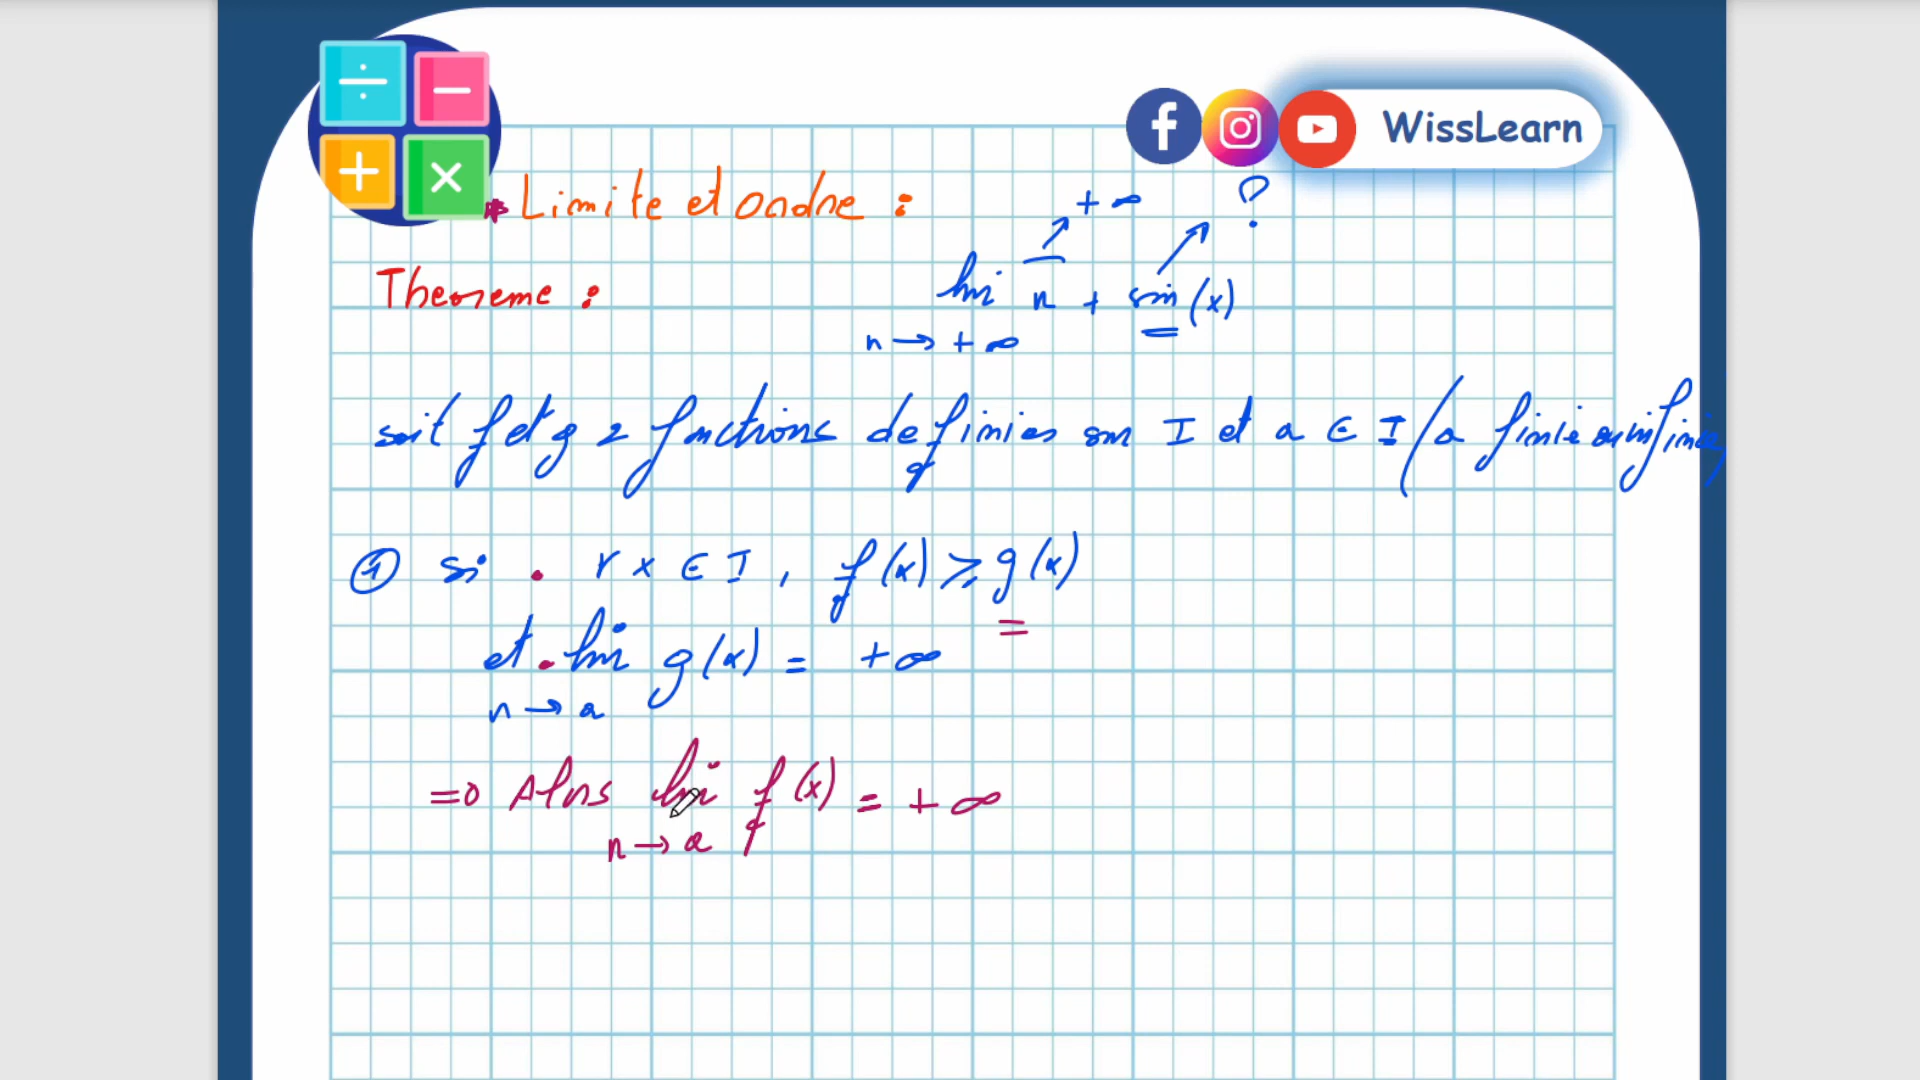 WissLearn
* Limite et ordre :
+∞ ?
Theoreme :
lim n + sin (x)
n → + ∞
soit f et g 2 fonctions definies sur I et a ∈ I / a finie ou infinie
① si • ∀ x ∈ I , f(x) ⩾ g(x)
et • lim g(x) = +∞
n → a
=> Alors lim f(x) = + ∞
n → a